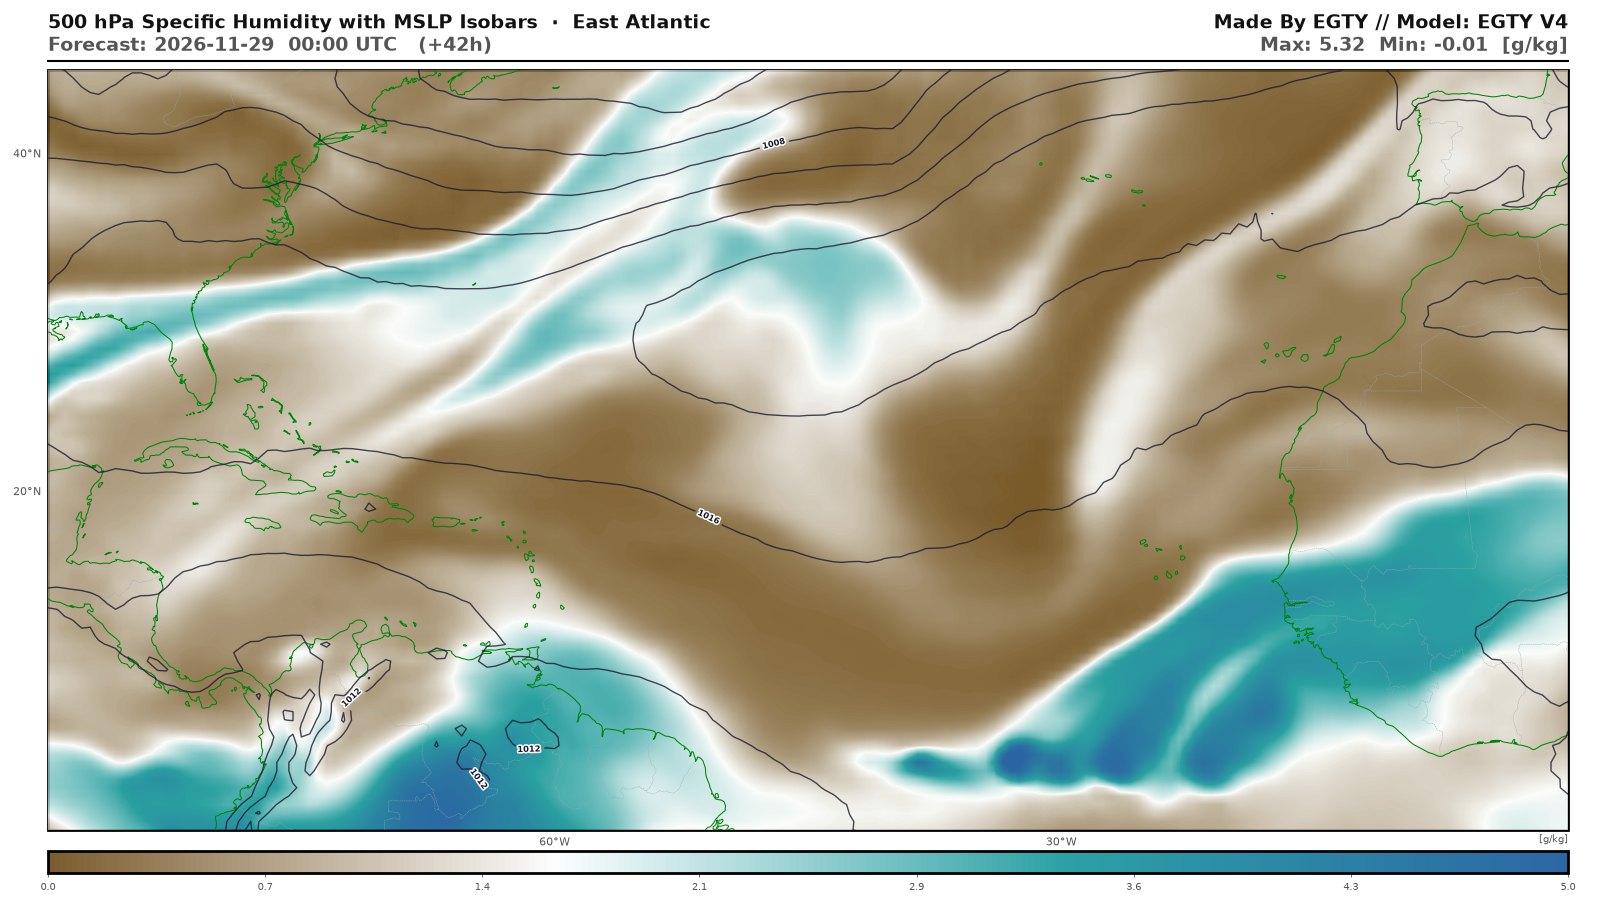 500 hPa Specific Humidity with MSLP Isobars · East Atlantic
Made By EGTY // Model: EGTY V4
Forecast: 2026-11-29 00:00 UTC (+42h)
Max: 5.32 Min: -0.01 [g/kg]
40°N
1008
20°N
1016
1012
1012
1012
60°W
30°W
[g/kg]
0.0 0.7 1.4 2.1 2.9 3.6 4.3 5.0